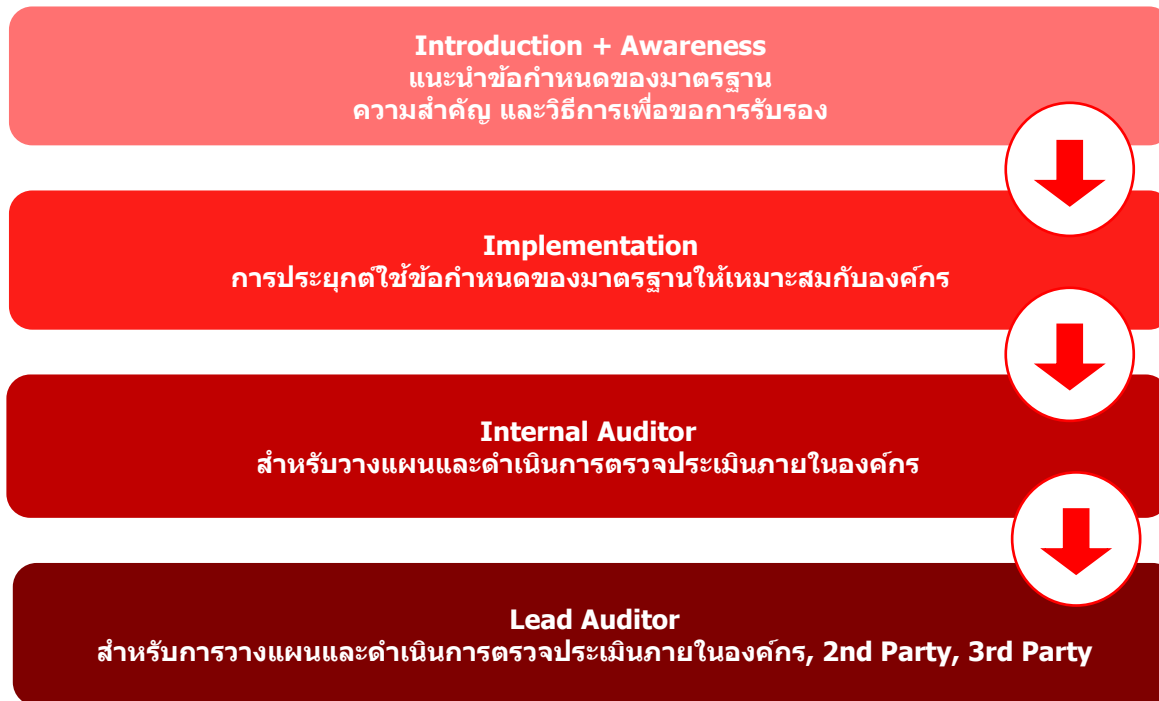 Introduction + Awareness
แนะนำข้อกำหนดของมาตรฐาน
ความสำคัญ และวิธีการเพื่อขอการรับรอง
Implementation
การประยุกต์ใช้ข้อกำหนดของมาตรฐานให้เหมาะสมกับองค์กร
Internal Auditor
สำหรับวางแผนและดำเนินการตรวจประเมินภายในองค์กร
Lead Auditor
สำหรับการวางแผนและดำเนินการตรวจประเมินภายในองค์กร, 2nd Party, 3rd Party